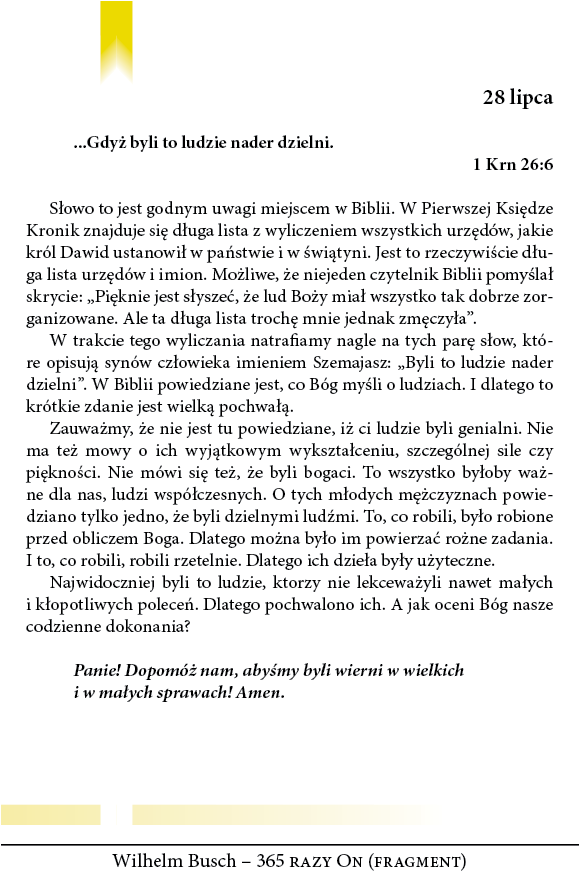 28 lipca
...Gdyż byli to ludzie nader dzielni.
1 Krn 26:6
Słowo to jest godnym uwagi miejscem w Biblii. W Pierwszej Księdze
Kronik znajduje się długa lista z wyliczeniem wszystkich urzędów, jakie
król Dawid ustanowił w państwie i w świątyni. Jest to rzeczywiście dłu-
ga lista urzędów i imion. Możliwe, że niejeden czytelnik Biblii pomyślał
skrycie: „Pięknie jest słyszeć, że lud Boży miał wszystko tak dobrze zor-
ganizowane. Ale ta długa lista trochę mnie jednak zmęczyła”.
W trakcie tego wyliczania natrafiamy nagle na tych parę słow, któ-
re opisują synów człowieka imieniem Szemajasz: „Byli to ludzie nader
dzielni”. W Biblii powiedziane jest, co Bóg myśli o ludziach. I dlatego to
krótkie zdanie jest wielką pochwałą.
Zauważmy, że nie jest tu powiedziane, iż ci ludzie byli genialni. Nie
ma też mowy o ich wyjątkowym wykształceniu, szczególnej sile czy
piękności. Nie mówi się też, że byli bogaci. To wszystko byłoby waż-
ne dla nas, ludzi współczesnych. O tych młodych mężczyznach powie-
dziano tylko jedno, że byli dzielnymi ludźmi. To, co robili, było robione
przed obliczem Boga. Dlatego można było im powierzać rożne zadania.
I to, co robili, robili rzetelnie. Dlatego ich dzieła były użyteczne.
Najwidoczniej byli to ludzie, ktorzy nie lekceważyli nawet małych
i kłopotliwych poleceń. Dlatego pochwalono ich. A jak oceni Bóg nasze
codzienne dokonania?
Panie! Dopomóż nam, abyśmy byli wierni w wielkich
i w małych sprawach! Amen.
Wilhelm Busch – 365 razy On (fragment)